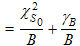 = χ²_{S₀}/B + γ_B/B